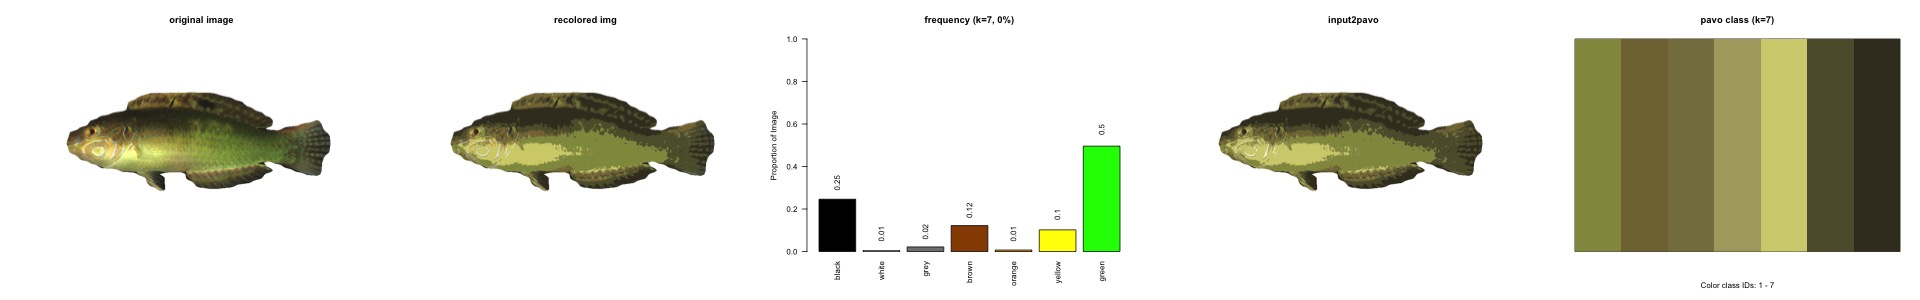 original image
recolored img
frequency (k=7, 0%)
input2pavo
pavo class (k=7)
Proportion of Image
1.0
0.8
0.6
0.4
0.2
0.0
0.25
0.01
0.02
0.12
0.01
0.1
0.5
black
white
grey
brown
orange
yellow
green
Color class IDs: 1 - 7